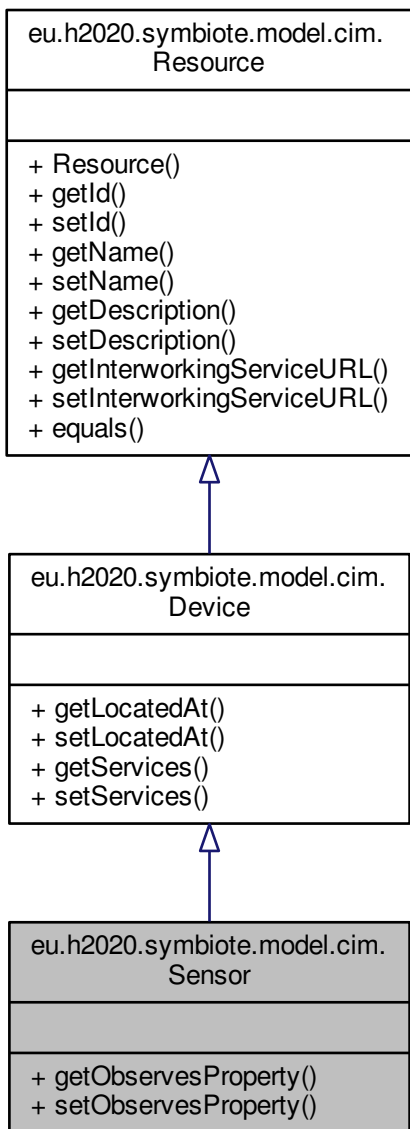 eu.h2020.symbiote.model.cim.
Resource
+ Resource()
+ getId()
+ setId()
+ getName()
+ setName()
+ getDescription()
+ setDescription()
+ getInterworkingServiceURL()
+ setInterworkingServiceURL()
+ equals()
eu.h2020.symbiote.model.cim.
Device
+ getLocatedAt()
+ setLocatedAt()
+ getServices()
+ setServices()
eu.h2020.symbiote.model.cim.
Sensor
+ getObservesProperty()
+ setObservesProperty()